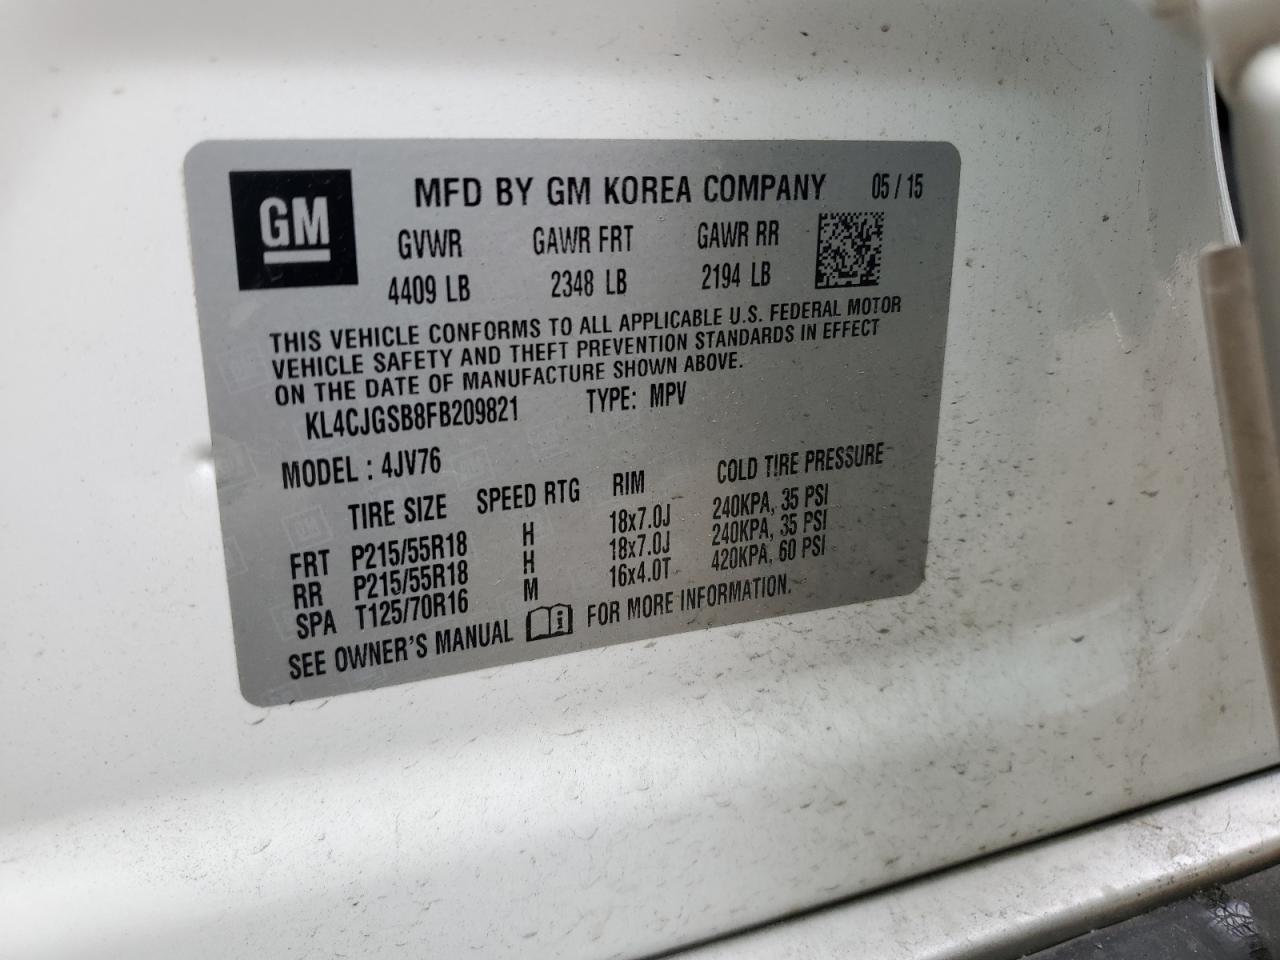 GM
MFD BY GM KOREA COMPANY 05 / 15
GVWR GAWR FRT GAWR RR
4409 LB 2348 LB 2194 LB
THIS VEHICLE CONFORMS TO ALL APPLICABLE U.S. FEDERAL MOTOR
VEHICLE SAFETY AND THEFT PREVENTION STANDARDS IN EFFECT
ON THE DATE OF MANUFACTURE SHOWN ABOVE.
KL4CJGSB8FB209821 TYPE: MPV
MODEL : 4JV76
TIRE SIZE SPEED RTG RIM COLD TIRE PRESSURE
FRT P215/55R18 H 18x7.0J 240KPA, 35 PSI
RR P215/55R18 H 18x7.0J 240KPA, 35 PSI
SPA T125/70R16 M 16x4.0T 420KPA, 60 PSI
SEE OWNER'S MANUAL FOR MORE INFORMATION.